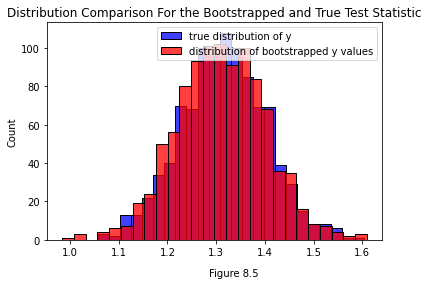 Distribution Comparison For the Bootstrapped and True Test Statistic
true distribution of y
distribution of bootstrapped y values
100
80
60
40
20
0
Count
1.0 1.1 1.2 1.3 1.4 1.5 1.6
Figure 8.5